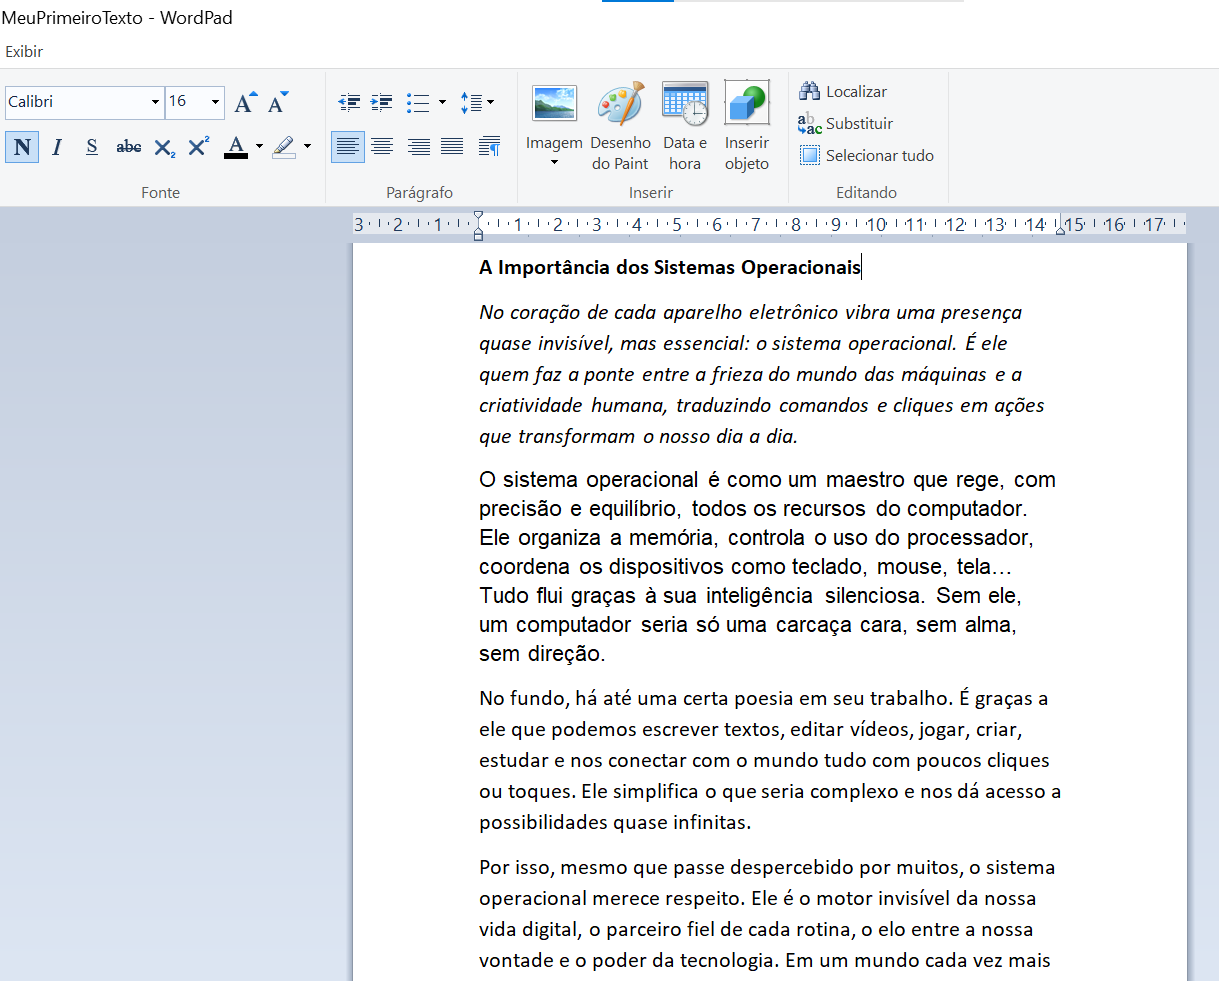 MeuPrimeiroTexto - WordPad
Exibir
Calibri 16 A A
N I S abc X₂ X² A
Fonte
Parágrafo
Imagem
Desenho do Paint
Data e hora
Inserir objeto
Inserir
Localizar
Substituir
Selecionar tudo
Editando
3 2 1 1 2 3 4 5 6 7 8 9 10 11 12 13 14 15 16 17
A Importância dos Sistemas Operacionais
No coração de cada aparelho eletrônico vibra uma presença
quase invisível, mas essencial: o sistema operacional. É ele
quem faz a ponte entre a frieza do mundo das máquinas e a
criatividade humana, traduzindo comandos e cliques em ações
que transformam o nosso dia a dia.
O sistema operacional é como um maestro que rege, com
precisão e equilíbrio, todos os recursos do computador.
Ele organiza a memória, controla o uso do processador,
coordena os dispositivos como teclado, mouse, tela…
Tudo flui graças à sua inteligência silenciosa. Sem ele,
um computador seria só uma carcaça cara, sem alma,
sem direção.
No fundo, há até uma certa poesia em seu trabalho. É graças a
ele que podemos escrever textos, editar vídeos, jogar, criar,
estudar e nos conectar com o mundo tudo com poucos cliques
ou toques. Ele simplifica o que seria complexo e nos dá acesso a
possibilidades quase infinitas.
Por isso, mesmo que passe despercebido por muitos, o sistema
operacional merece respeito. Ele é o motor invisível da nossa
vida digital, o parceiro fiel de cada rotina, o elo entre a nossa
vontade e o poder da tecnologia. Em um mundo cada vez mais